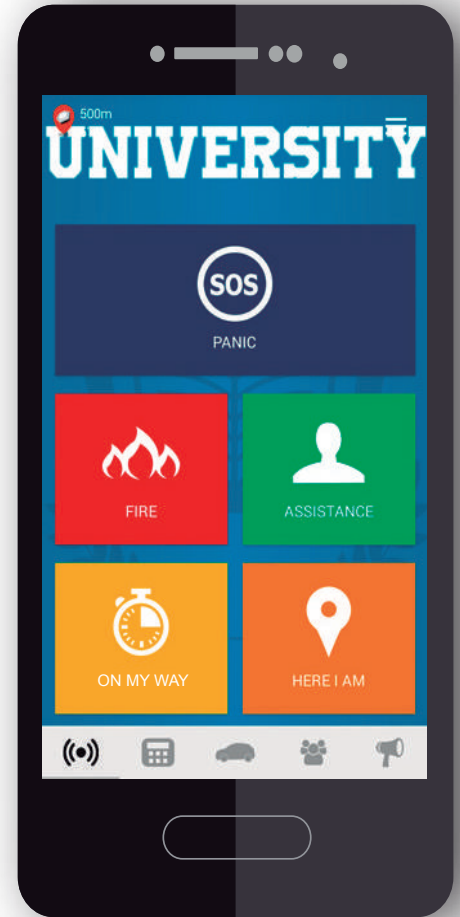 500m
UNIVERSITY
SOS
PANIC
FIRE
ASSISTANCE
ON MY WAY
HERE I AM